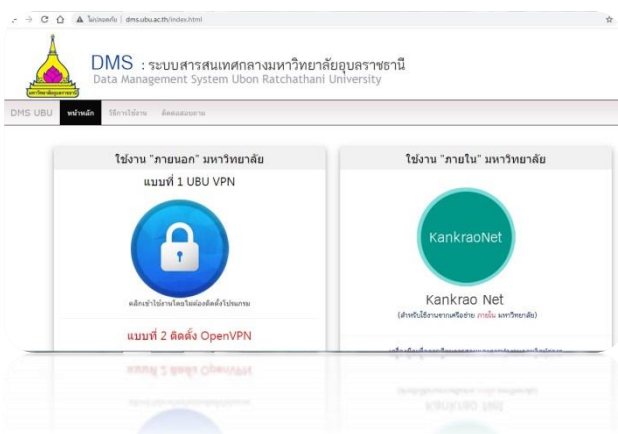 ไม่ปลอดภัย | dms.ubu.ac.th/index.html
DMS : ระบบสารสนเทศกลางมหาวิทยาลัยอุบลราชธานี
Data Management System Ubon Ratchathani University
DMS UBU หน้าหลัก วิธีการใช้งาน ติดต่อสอบถาม
ใช้งาน "ภายนอก" มหาวิทยาลัย
แบบที่ 1 UBU VPN
คลิกเข้าใช้งานโดยไม่ต้องติดตั้งโปรแกรม
แบบที่ 2 ติดตั้ง OpenVPN
ใช้งาน "ภายใน" มหาวิทยาลัย
KankraoNet
Kankrao Net
(สำหรับใช้งานจากเครือข่าย ภายใน มหาวิทยาลัย)